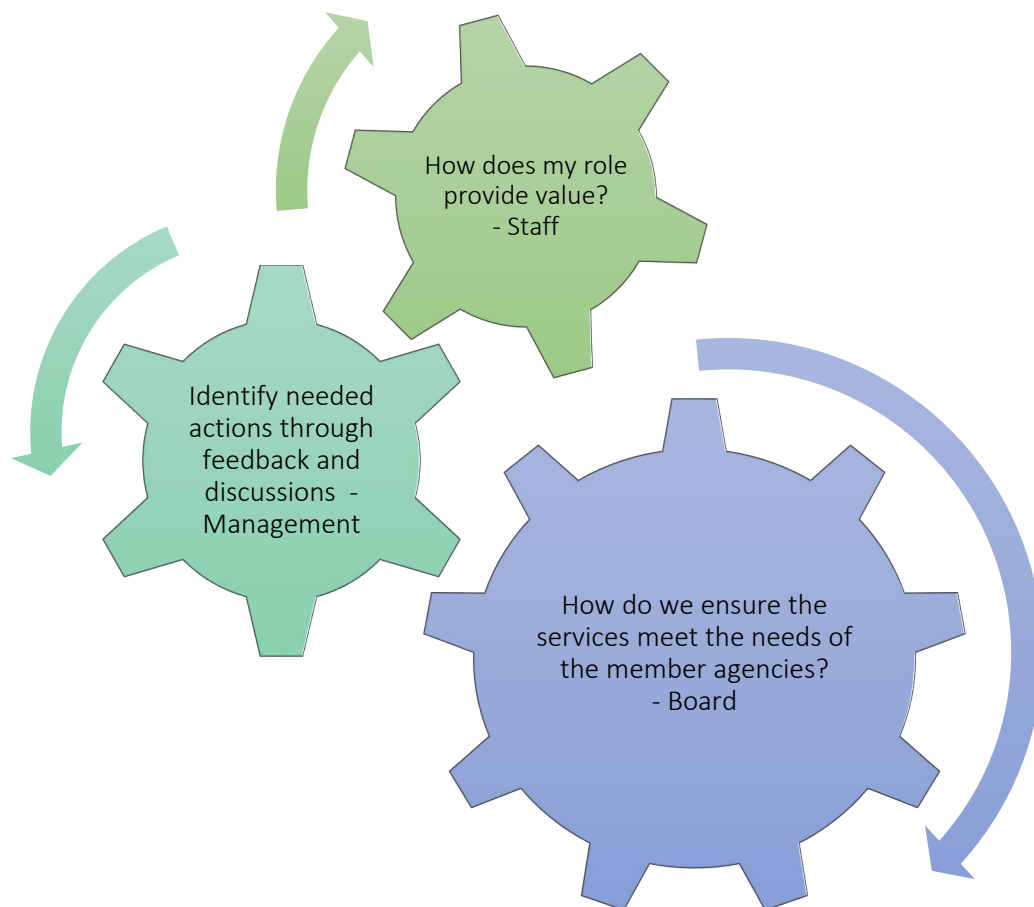 How does my role
provide value?
- Staff
Identify needed
actions through
feedback and
discussions -
Management
How do we ensure the
services meet the needs of
the member agencies?
- Board